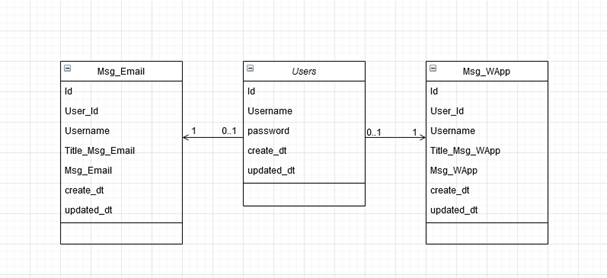 Msg_Email
Id
User_Id
Username
Title_Msg_Email
Msg_Email
create_dt
updated_dt
1
0..1
Users
Id
Username
password
create_dt
updated_dt
0..1
1
Msg_WApp
Id
User_Id
Username
Title_Msg_WApp
Msg_WApp
create_dt
updated_dt